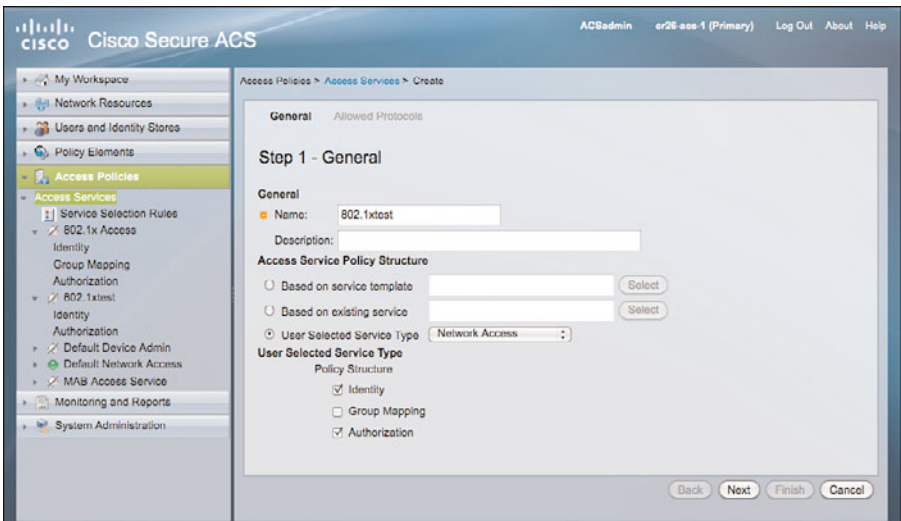 CISCO Cisco Secure ACS
ACSadmin cr26-acs-1 (Primary) Log Out About Help
My Workspace
Network Resources
Users and Identity Stores
Policy Elements
Access Policies
Access Services
Service Selection Rules
802.1x Access
Identity
Group Mapping
Authorization
802.1xtest
Identity
Authorization
Default Device Admin
Default Network Access
MAB Access Service
Monitoring and Reports
System Administration
Access Policies > Access Services > Create
General Allowed Protocols
Step 1 - General
General
Name: 802.1xtest
Description:
Access Service Policy Structure
Based on service template Select
Based on existing service Select
User Selected Service Type Network Access
User Selected Service Type
Policy Structure
Identity
Group Mapping
Authorization
Back Next Finish Cancel